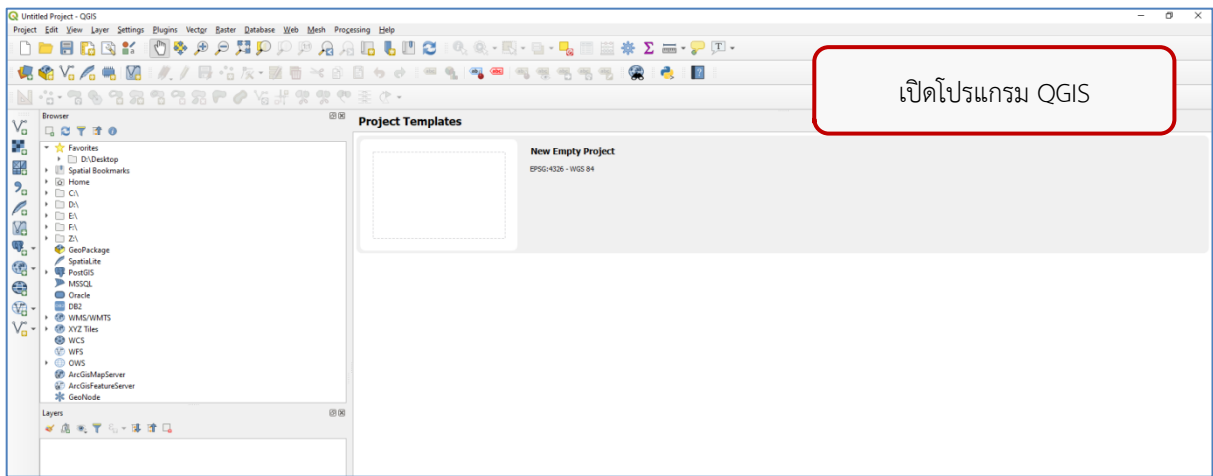 Untitled Project - QGIS
Project Edit View Layer Settings Plugins Vector Raster Database Web Mesh Processing Help
เปิดโปรแกรม QGIS
Browser
Favorites
D:\Desktop
Spatial Bookmarks
Home
C:\
D:\
E:\
F:\
Z:\
GeoPackage
SpatiaLite
PostGIS
MSSQL
Oracle
DB2
WMS/WMTS
XYZ Tiles
WCS
WFS
OWS
ArcGisMapServer
ArcGisFeatureServer
GeoNode
Layers
Project Templates
New Empty Project
EPSG:4326 - WGS 84